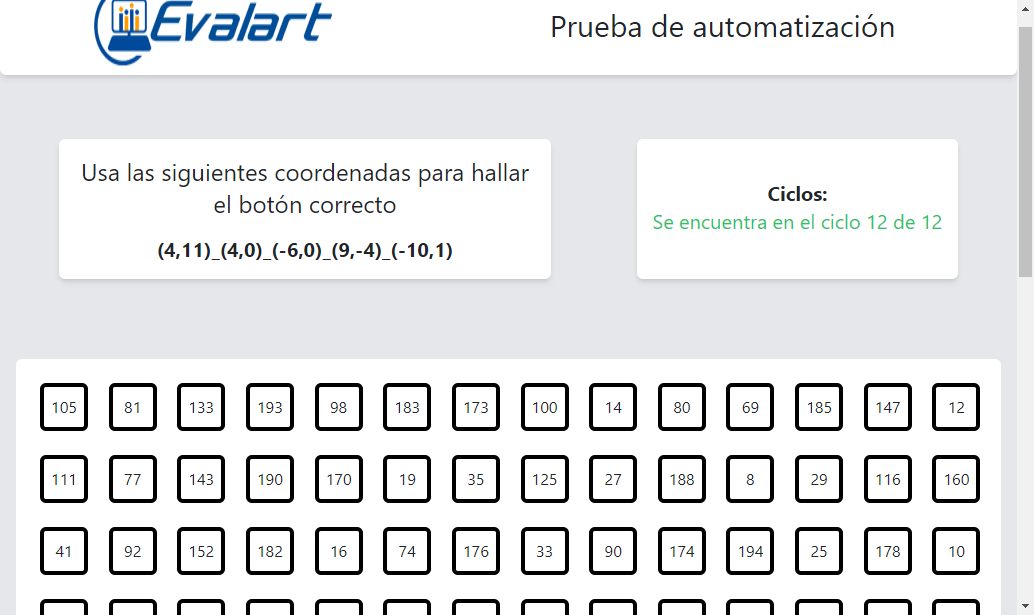 Evalart
Prueba de automatización
Usa las siguientes coordenadas para hallar
el botón correcto
(4,11)_(4,0)_(-6,0)_(9,-4)_(-10,1)
Ciclos:
Se encuentra en el ciclo 12 de 12
105 81 133 193 98 183 173 100 14 80 69 185 147 12
111 77 143 190 170 19 35 125 27 188 8 29 116 160
41 92 152 182 16 74 176 33 90 174 194 25 178 10